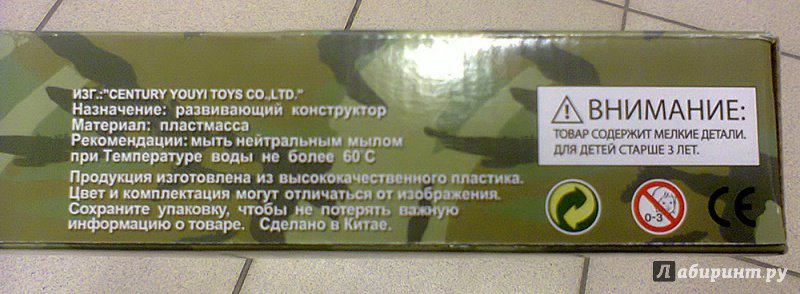 ИЗГ.:"CENTURY YOUYI TOYS CO.,LTD."
Назначение: развивающий конструктор
Материал: пластмасса
Рекомендации: мыть нейтральным мылом
при Температуре воды не более 60 С
Продукция изготовлена из высококачественного пластика.
Цвет и комплектация могут отличаться от изображения.
Сохраните упаковку, чтобы не потерять важную
информацию о товаре. Сделано в Китае.
ВНИМАНИЕ:
ТОВАР СОДЕРЖИТ МЕЛКИЕ ДЕТАЛИ.
ДЛЯ ДЕТЕЙ СТАРШЕ 3 ЛЕТ.
0-3
CE
Лабиринт.ру